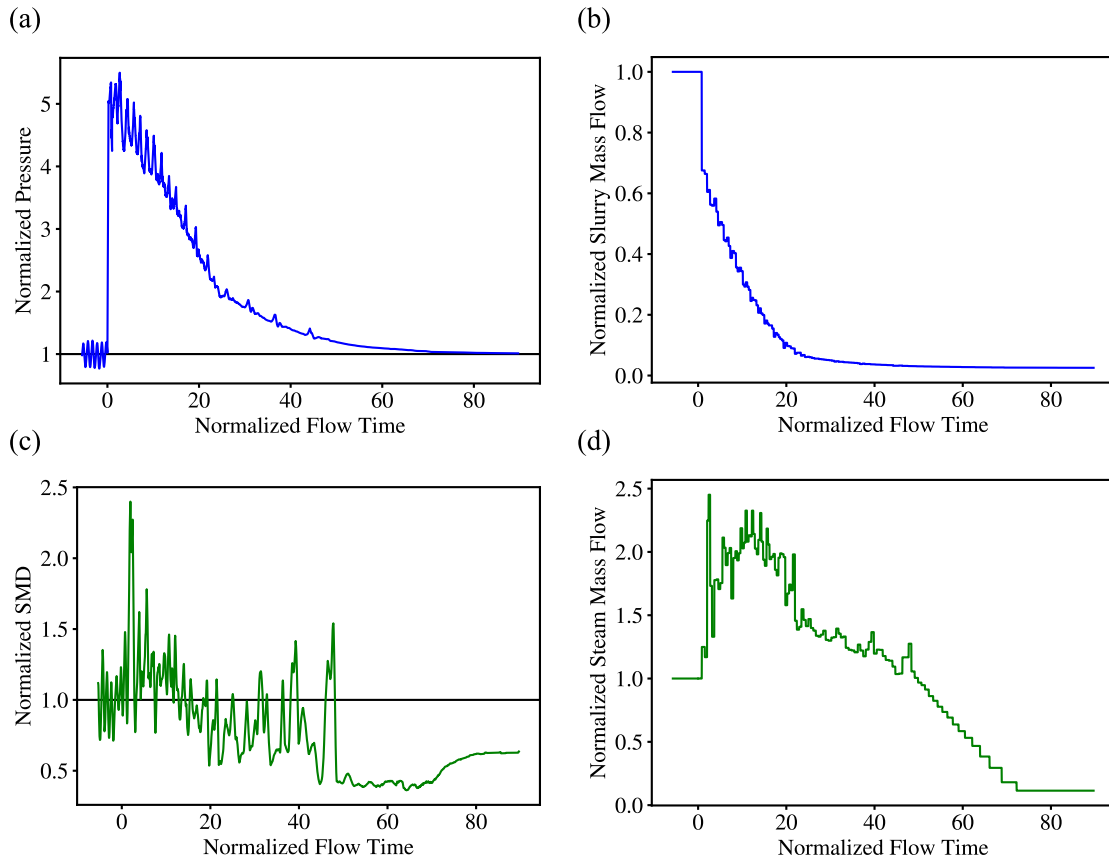 (a)
Normalized Pressure
5
4
3
2
1
0 20 40 60 80
Normalized Flow Time
(b)
Normalized Slurry Mass Flow
1.0
0.8
0.6
0.4
0.2
0.0
0 20 40 60 80
Normalized Flow Time
(c)
Normalized SMD
2.5
2.0
1.5
1.0
0.5
0 20 40 60 80
Normalized Flow Time
(d)
Normalized Steam Mass Flow
2.5
2.0
1.5
1.0
0.5
0.0
0 20 40 60 80
Normalized Flow Time